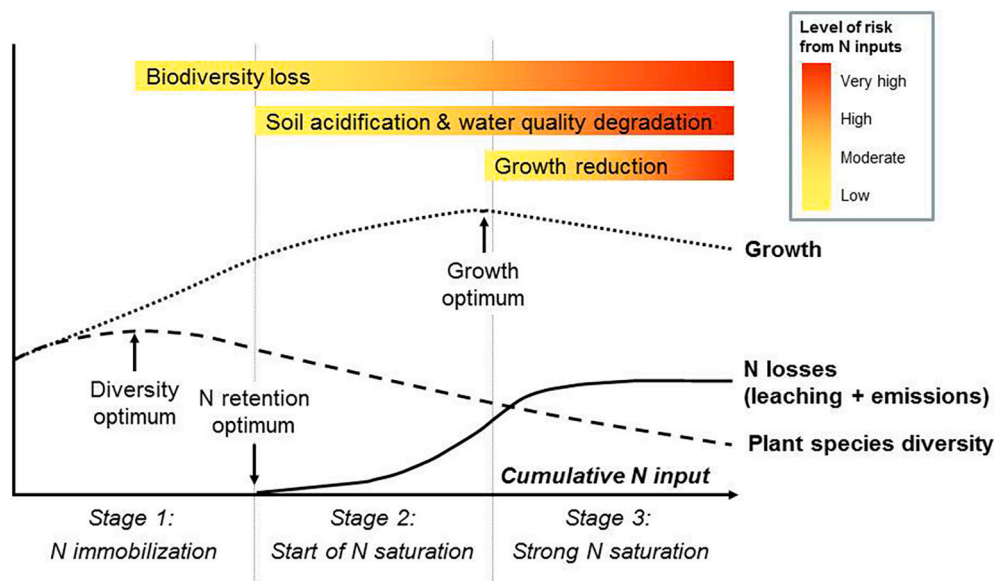 Level of risk
from N inputs
Very high
High
Moderate
Low
Biodiversity loss
Soil acidification & water quality degradation
Growth reduction
Growth
Growth
optimum
Diversity
optimum
N retention
optimum
N losses
(leaching + emissions)
Plant species diversity
Cumulative N input
Stage 1:
N immobilization
Stage 2:
Start of N saturation
Stage 3:
Strong N saturation